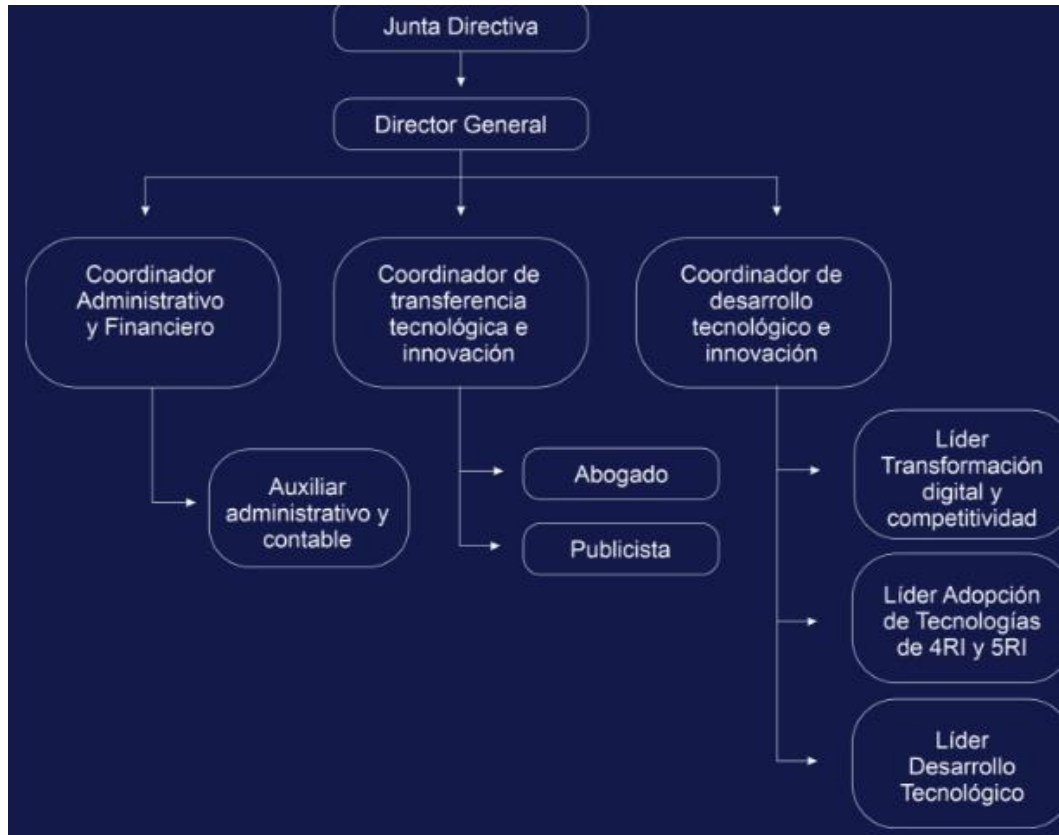 Junta Directiva
Director General
Coordinador
Administrativo
y Financiero
Coordinador de
transferencia
tecnológica e
innovación
Coordinador de
desarrollo
tecnológico e
innovación
Auxiliar
administrativo y
contable
Abogado
Publicista
Líder
Transformación
digital y
competitividad
Líder Adopción
de Tecnologías
de 4RI y 5RI
Líder
Desarrollo
Tecnológico